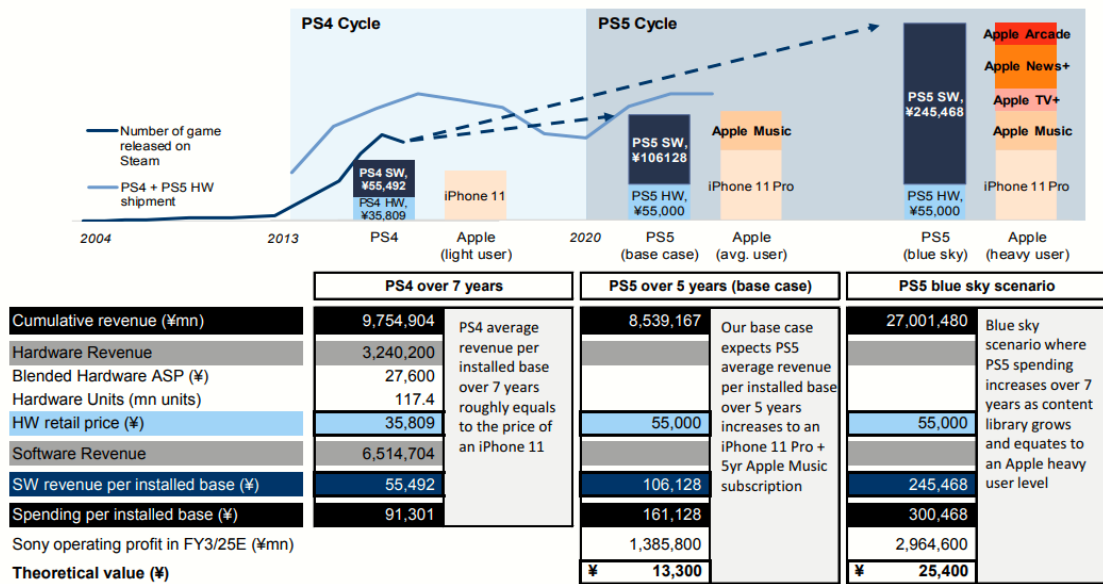 PS4 Cycle
PS5 Cycle
Number of game
released on
Steam
PS4 + PS5 HW
shipment
PS4 SW,
¥55,492
PS4 HW,
¥35,809
iPhone 11
PS5 SW,
¥106128
PS5 HW,
¥55,000
Apple Music
iPhone 11 Pro
PS5 SW,
¥245,468
PS5 HW,
¥55,000
Apple Arcade
Apple News+
Apple TV+
Apple Music
iPhone 11 Pro
2004
2013
PS4
Apple
(light user)
2020
PS5
(base case)
Apple
(avg. user)
PS5
(blue sky)
Apple
(heavy user)
PS4 over 7 years
PS5 over 5 years (base case)
PS5 blue sky scenario
Cumulative revenue (¥mn) 9,754,904 8,539,167 27,001,480
Hardware Revenue 3,240,200
Blended Hardware ASP (¥) 27,600
Hardware Units (mn units) 117.4
HW retail price (¥) 35,809 55,000 55,000
Software Revenue 6,514,704
SW revenue per installed base (¥) 55,492 106,128 245,468
Spending per installed base (¥) 91,301 161,128 300,468
Sony operating profit in FY3/25E (¥mn) 1,385,800 2,964,600
Theoretical value (¥) ¥ 13,300 ¥ 25,400
PS4 average
revenue per
installed base
over 7 years
roughly equals
to the price of
an iPhone 11
Our base case
expects PS5
average revenue
per installed base
over 5 years
increases to an
iPhone 11 Pro +
5yr Apple Music
subscription
Blue sky
scenario where
PS5 spending
increases over 7
years as content
library grows
and equates to
an Apple heavy
user level